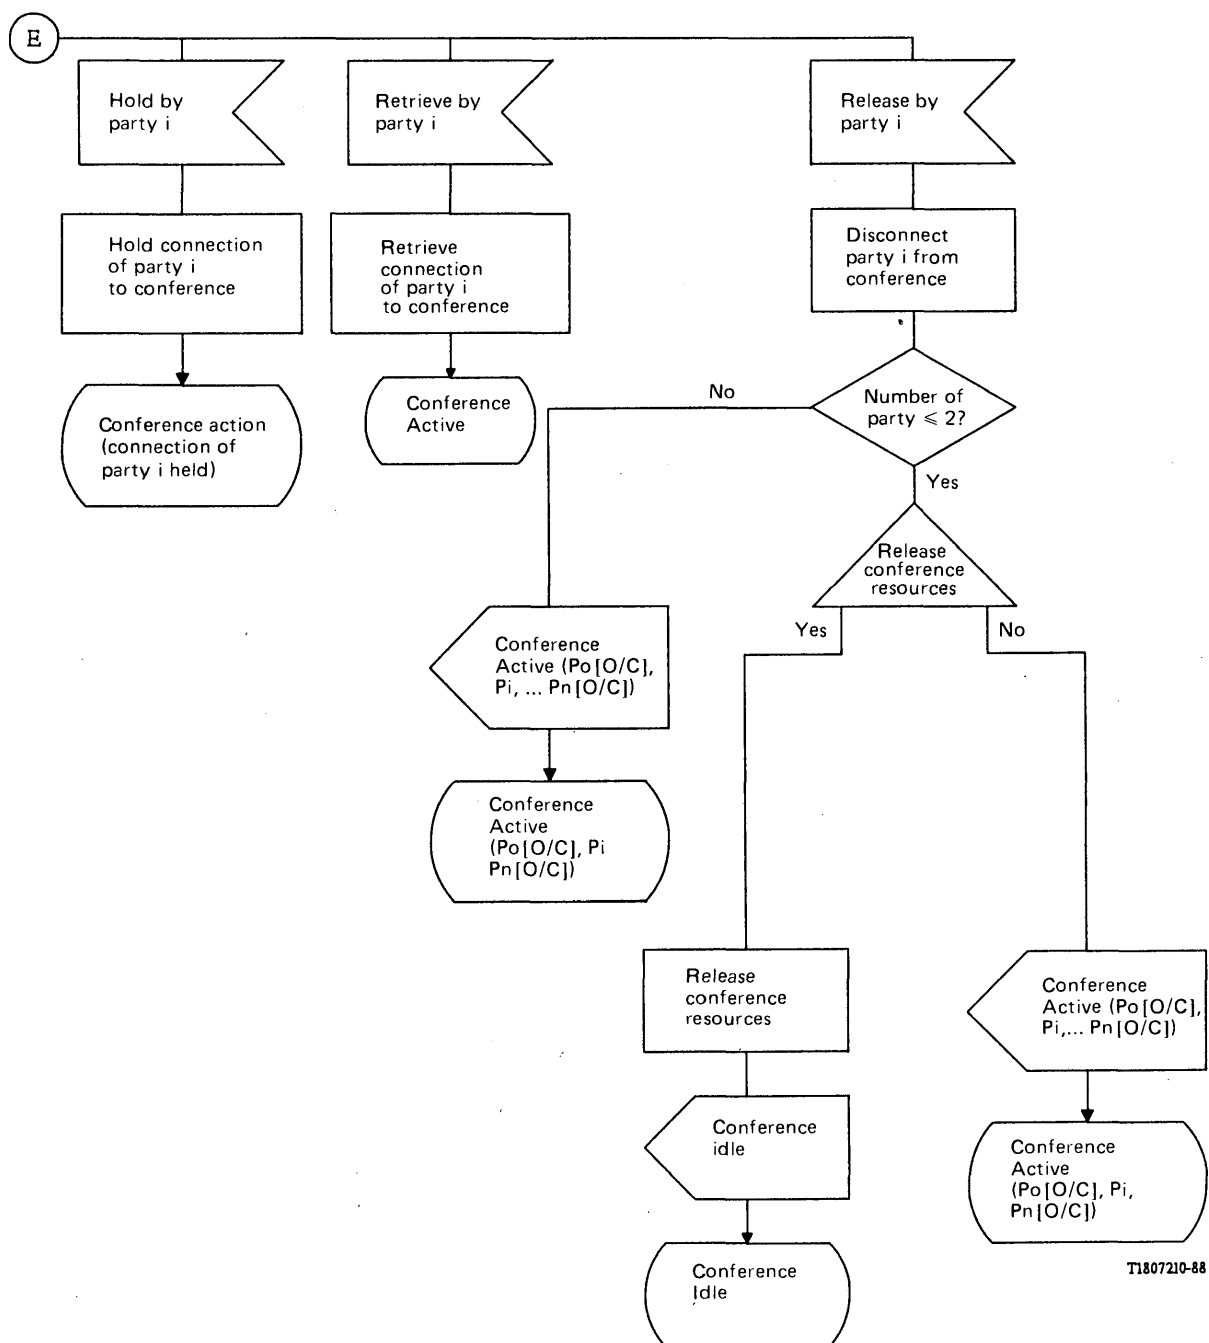 E
Hold by
party i
Retrieve by
party i
Release by
party i
Hold connection
of party i
to conference
Retrieve
connection
of party i
to conference
Disconnect
party i from
conference
Conference action
(connection of
party i held)
Conference
Active
No
Number of
party ⩽ 2?
Yes
Release
conference
resources
Yes
No
Conference
Active (Po[O/C],
Pi, ... Pn[O/C])
Conference
Active
(Po[O/C], Pi
Pn[O/C])
Release
conference
resources
Conference
idle
Conference
Idle
Conference
Active (Po[O/C],
Pi,... Pn[O/C])
Conference
Active
(Po[O/C], Pi,
Pn[O/C])
T1807210-88